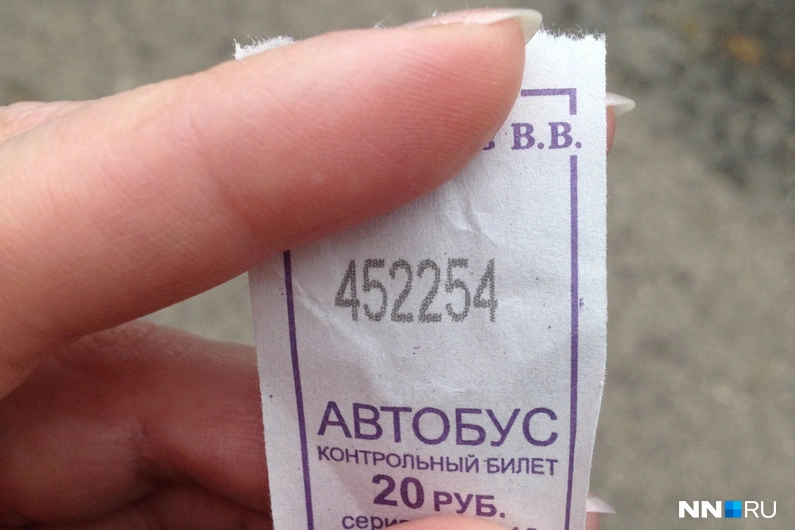 В.В.
452254
АВТОБУС
КОНТРОЛЬНЫЙ БИЛЕТ
20 РУБ.
NN RU